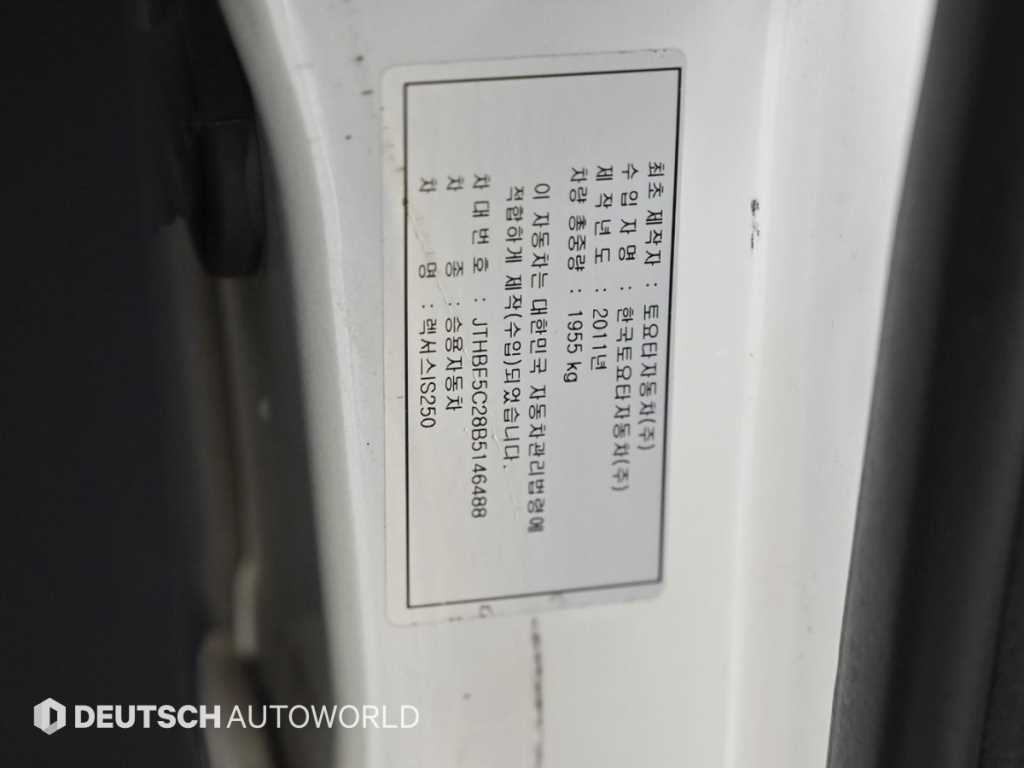 최초 제작자 : 토요타자동차(주)
수 입 자 명 : 한국토요타자동차(주)
제 작 년 도 : 2011년
차량 총중량 : 1955 kg
이 자동차는 대한민국 자동차관리법령에
적합하게 제작(수입)되었습니다.
차 대 번 호 : JTHBF5C28B5146488
차 종 : 승용자동차
차 명 : 렉서스IS250
DEUTSCH AUTOWORLD